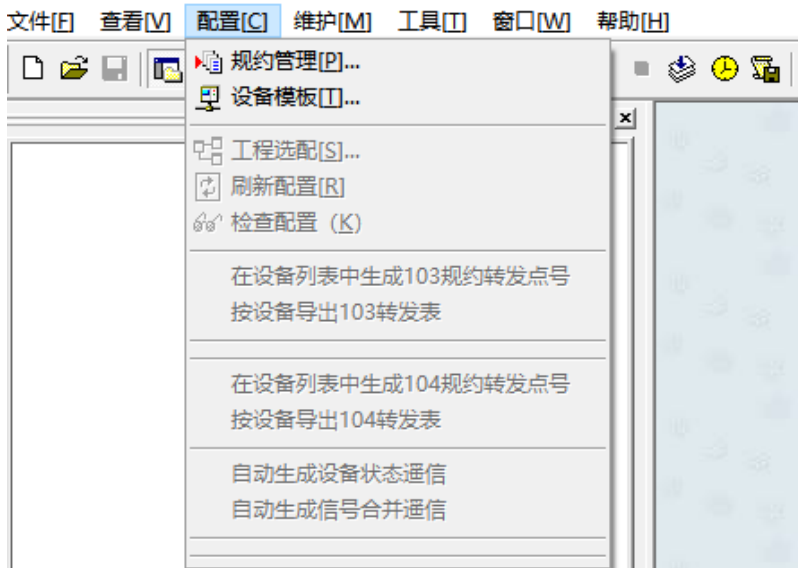 文件[F] 查看[V] 配置[C] 维护[M] 工具[T] 窗口[W] 帮助[H]
规约管理[P]...
设备模板[T]...
工程选配[S]...
刷新配置[R]
检查配置 (K)
在设备列表中生成103规约转发点号
按设备导出103转发表
在设备列表中生成104规约转发点号
按设备导出104转发表
自动生成设备状态遥信
自动生成信号合并遥信